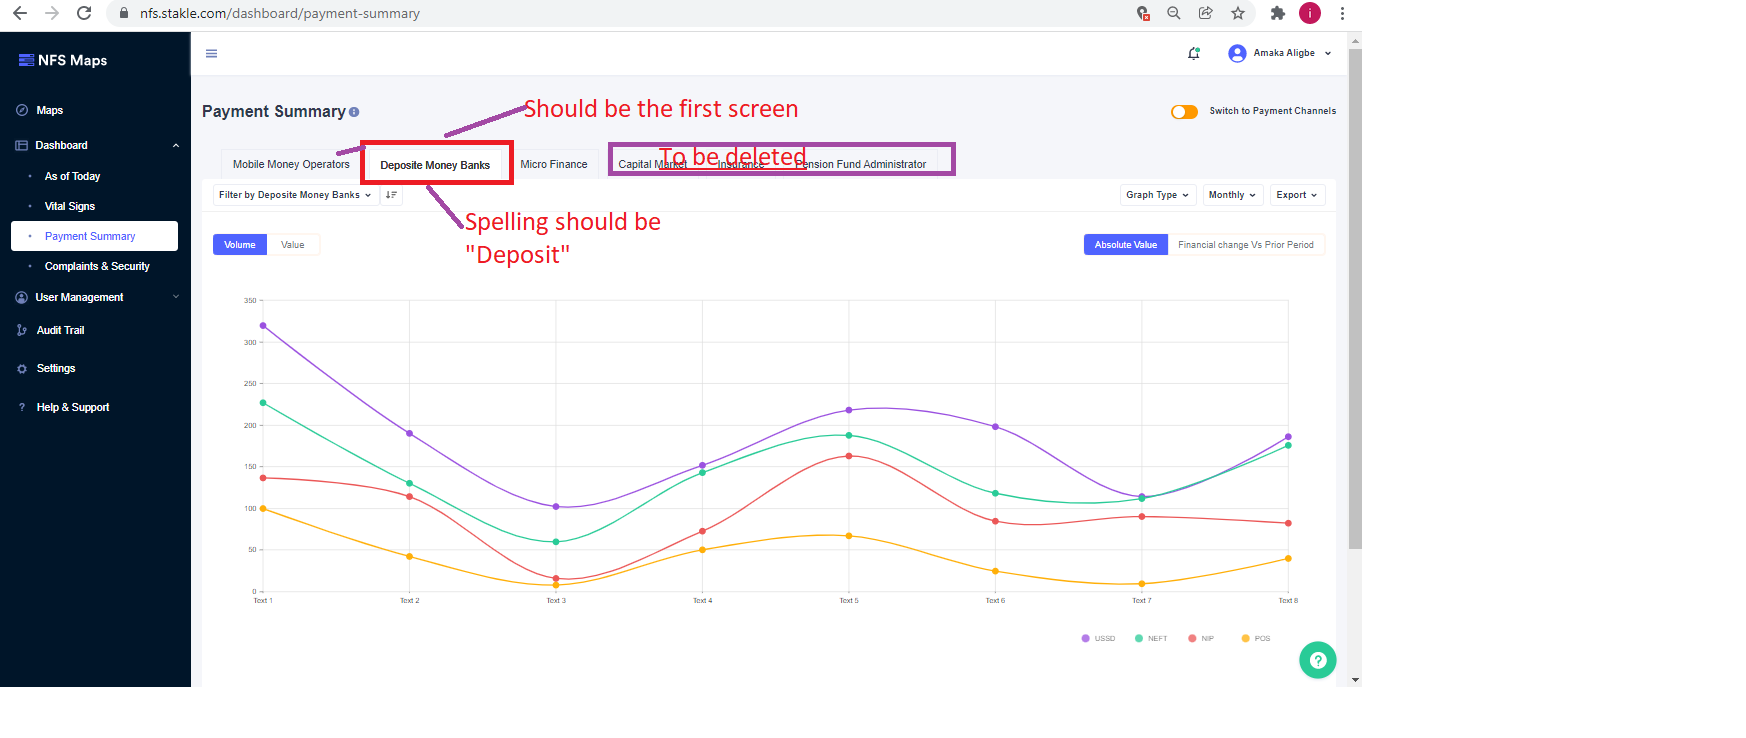 nfs.stakle.com/dashboard/payment-summary
i
NFS Maps
Amaka Aligbe
Maps
Dashboard
As of Today
Vital Signs
Payment Summary
Complaints & Security
User Management
Audit Trail
Settings
Help & Support
Payment Summary
Should be the first screen
Switch to Payment Channels
Mobile Money Operators
Deposite Money Banks
Micro Finance
Capital Market
Insurance
Pension Fund Administrator
To be deleted
Filter by Deposite Money Banks
Graph Type
Monthly
Export
Spelling should be
"Deposit"
Volume
Value
Absolute Value
Financial change Vs Prior Period
350
300
250
200
150
100
50
0
Text 1
Text 2
Text 3
Text 4
Text 5
Text 6
Text 7
Text 8
USSD
NEFT
NIP
POS